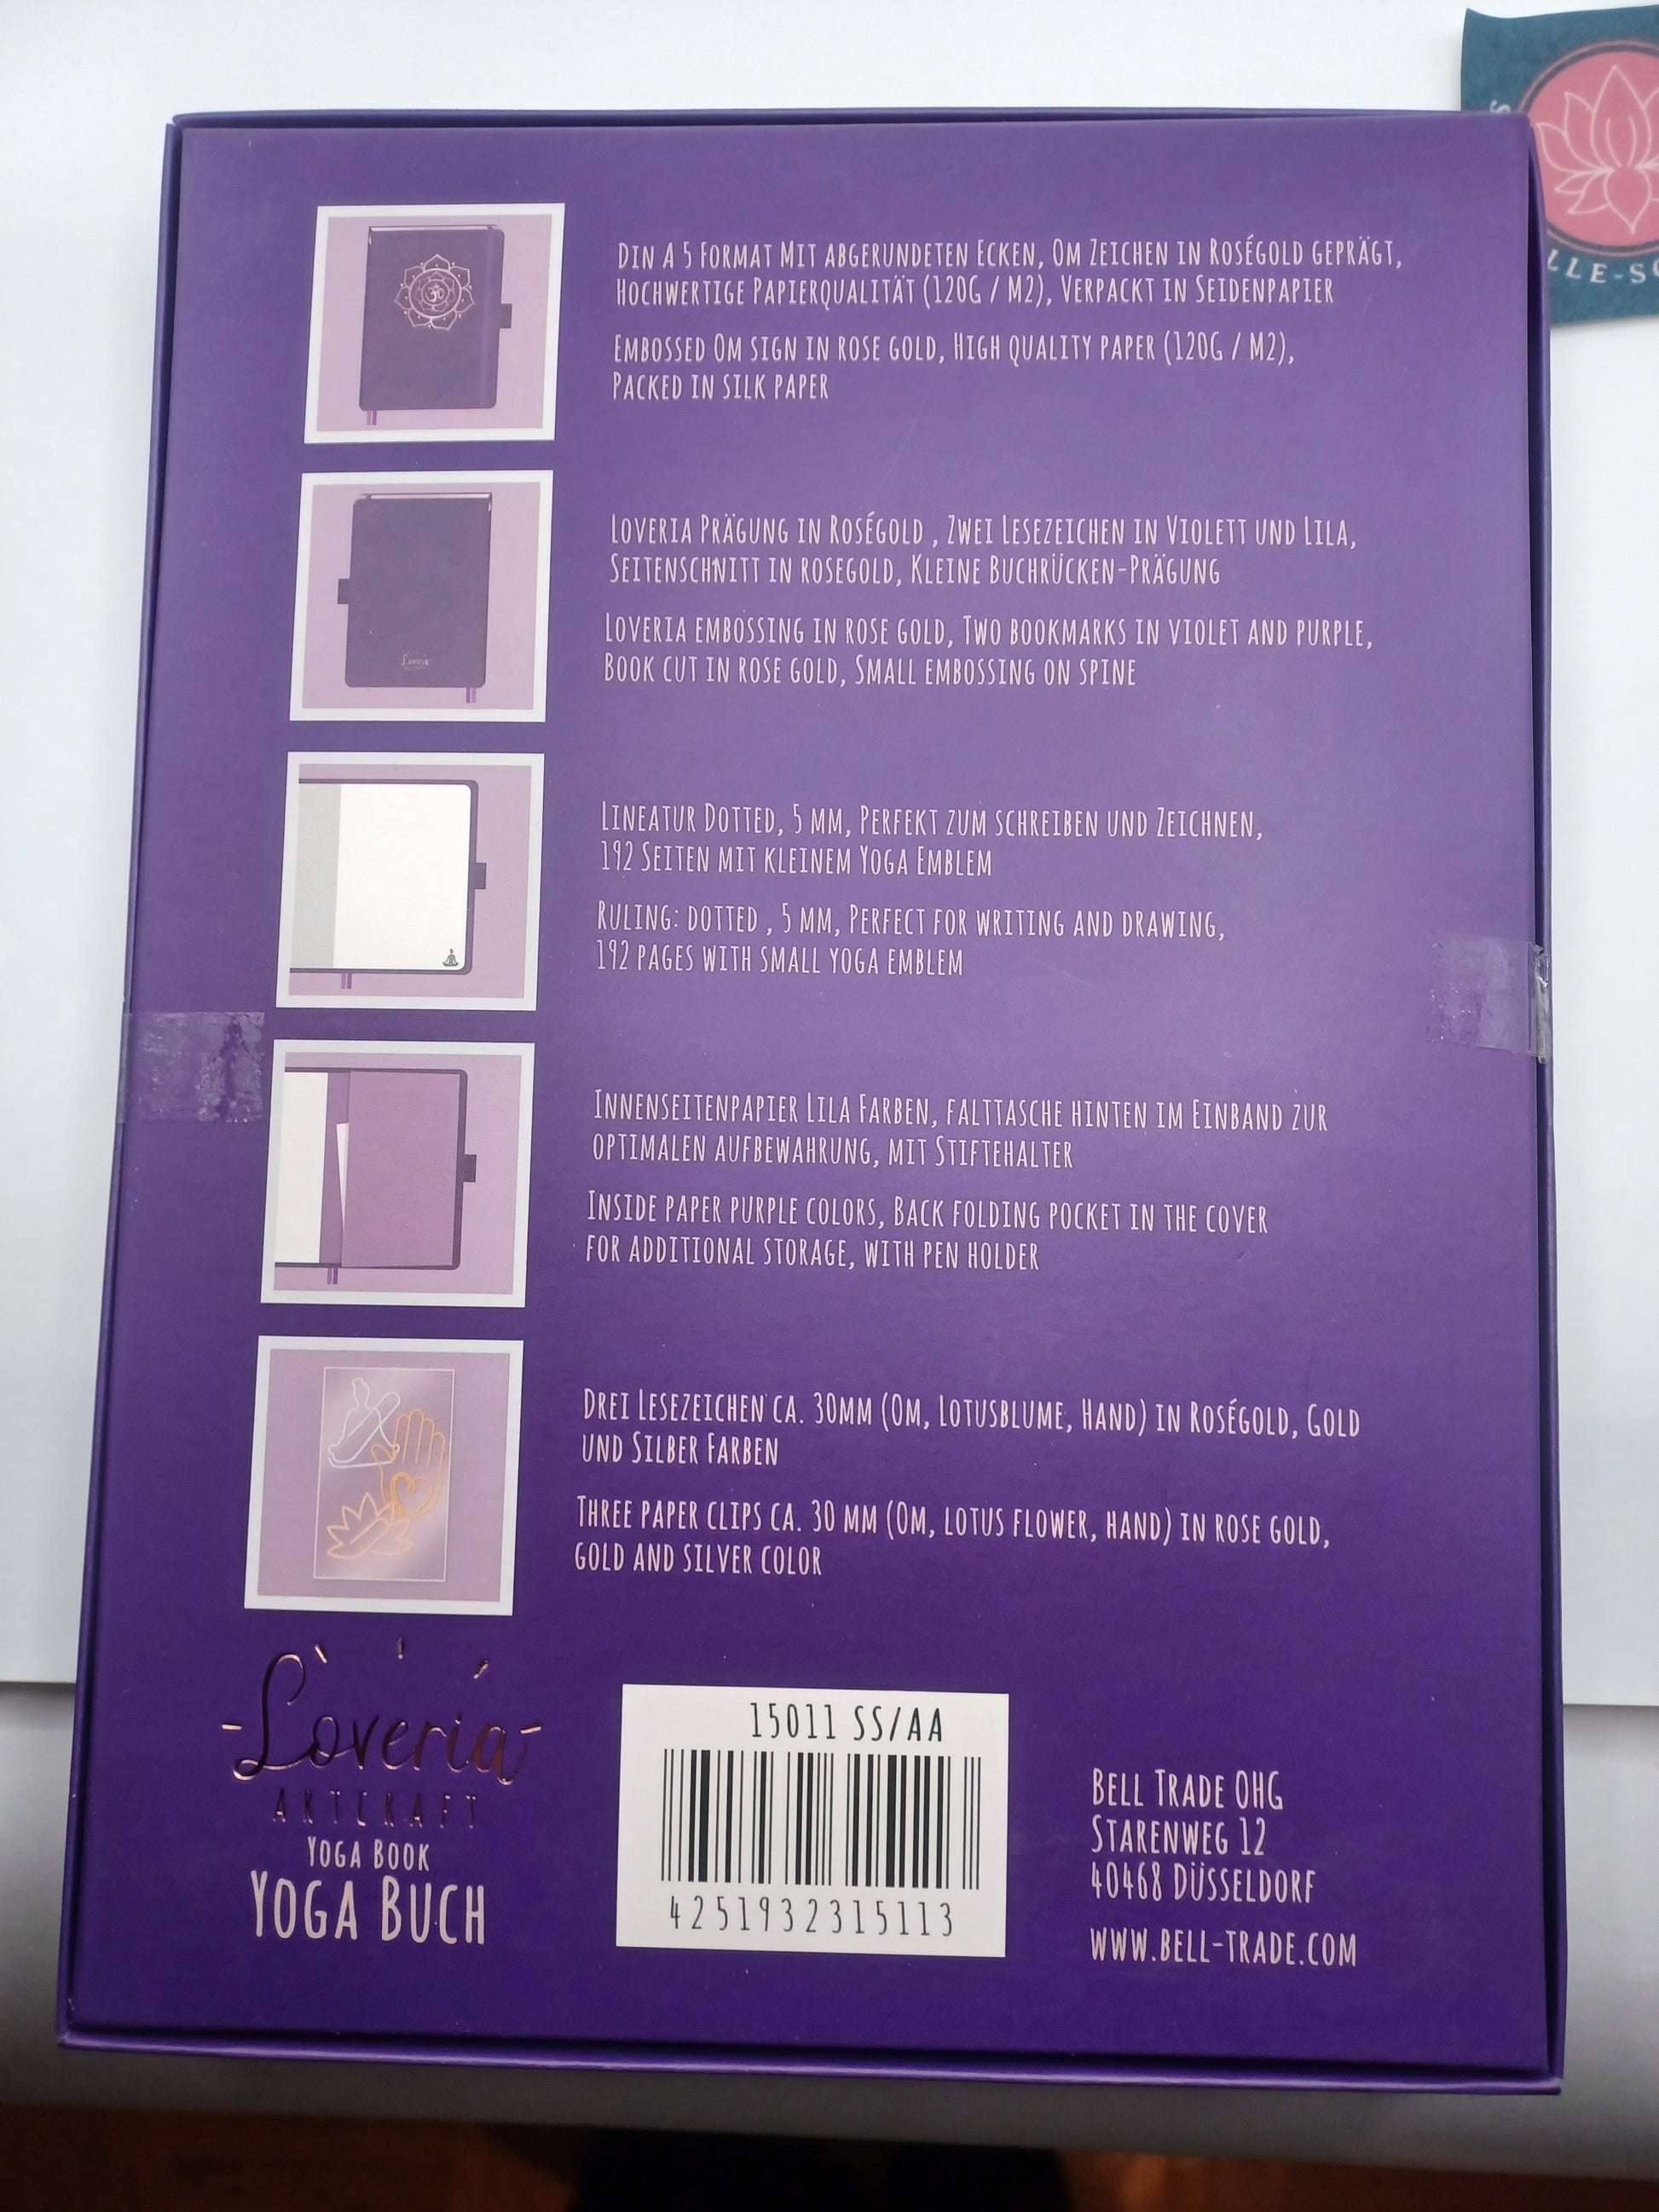 Din A 5 Format Mit abgerundeten Ecken, Om Zeichen in Roségold geprägt,
Hochwertige Papierqualität (120g / m2), Verpackt in Seidenpapier
Embossed Om sign in rose gold, High quality paper (120g / m2),
Packed in silk paper
Loveria Prägung in Roségold , Zwei Lesezeichen in Violett und Lila,
Seitenschnitt in rosegold, Kleine Buchrücken-Prägung
Loveria embossing in rose gold, Two bookmarks in violet and purple,
Book cut in rose gold, Small embossing on spine
Lineatur Dotted, 5 mm, Perfekt zum schreiben und Zeichnen,
192 Seiten mit kleinem Yoga Emblem
Ruling: dotted , 5 mm, Perfect for writing and drawing,
192 pages with small yoga emblem
Innenseitenpapier Lila Farben, falttasche hinten im Einband zur
optimalen aufbewahrung, mit Stiftehalter
Inside paper purple colors, Back folding pocket in the cover
for additional storage, with pen holder
Drei Lesezeichen ca. 30mm (Om, Lotusblume, Hand) in Roségold, Gold
und Silber Farben
Three paper clips ca. 30 mm (Om, lotus flower, hand) in rose gold,
gold and silver color
Loveria
ARTCRAFT
Yoga Book
Yoga Buch
15011 SS/AA
4251932315113
Bell Trade OHG
Starenweg 12
40468 Düsseldorf
www.bell-trade.com